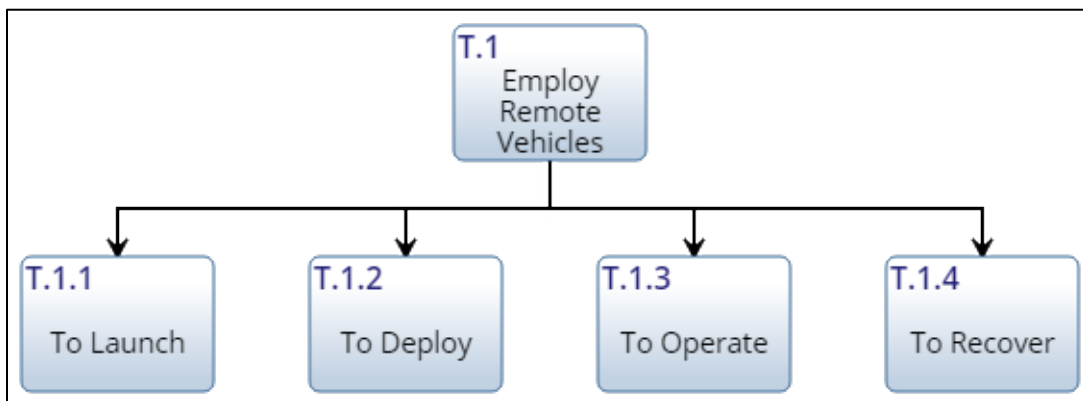 T.1
Employ
Remote
Vehicles
T.1.1
To Launch
T.1.2
To Deploy
T.1.3
To Operate
T.1.4
To Recover